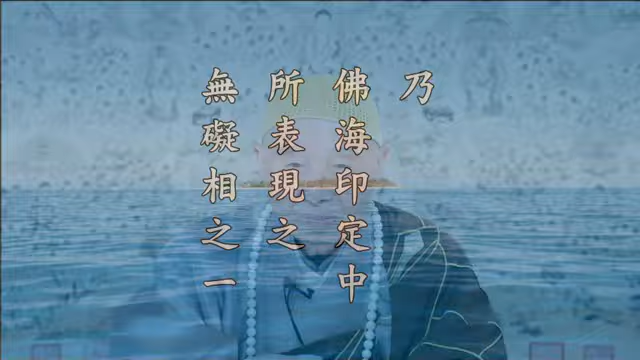 乃
佛海印定中
所表現之
無礙相之一